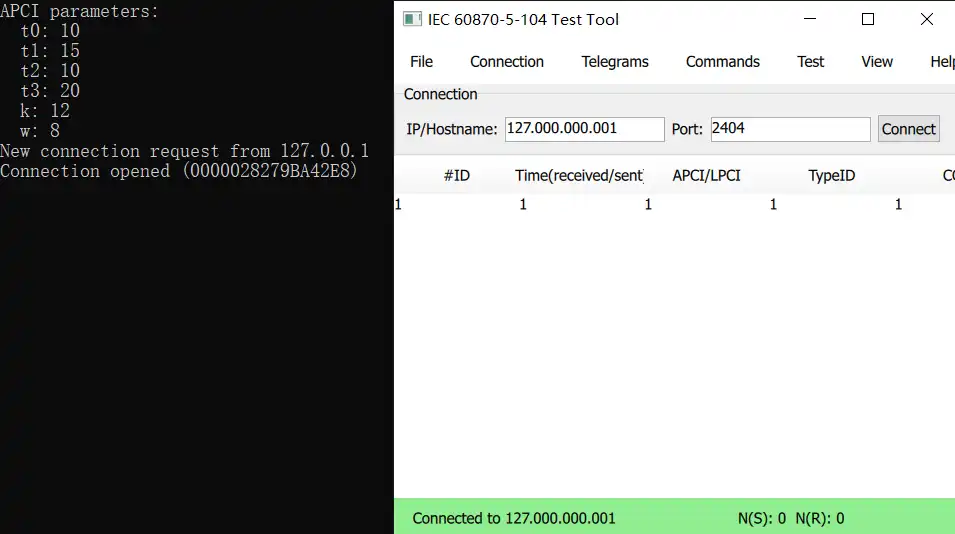 APCI parameters:
t0: 10
t1: 15
t2: 10
t3: 20
k: 12
w: 8
New connection request from 127.0.0.1
Connection opened (0000028279BA42E8)
IEC 60870-5-104 Test Tool
File Connection Telegrams Commands Test View Help
Connection
IP/Hostname: 127.000.000.001 Port: 2404 Connect
#ID Time(received/sent) APCI/LPCI TypeID CO
1 1 1 1 1
Connected to 127.000.000.001 N(S): 0 N(R): 0